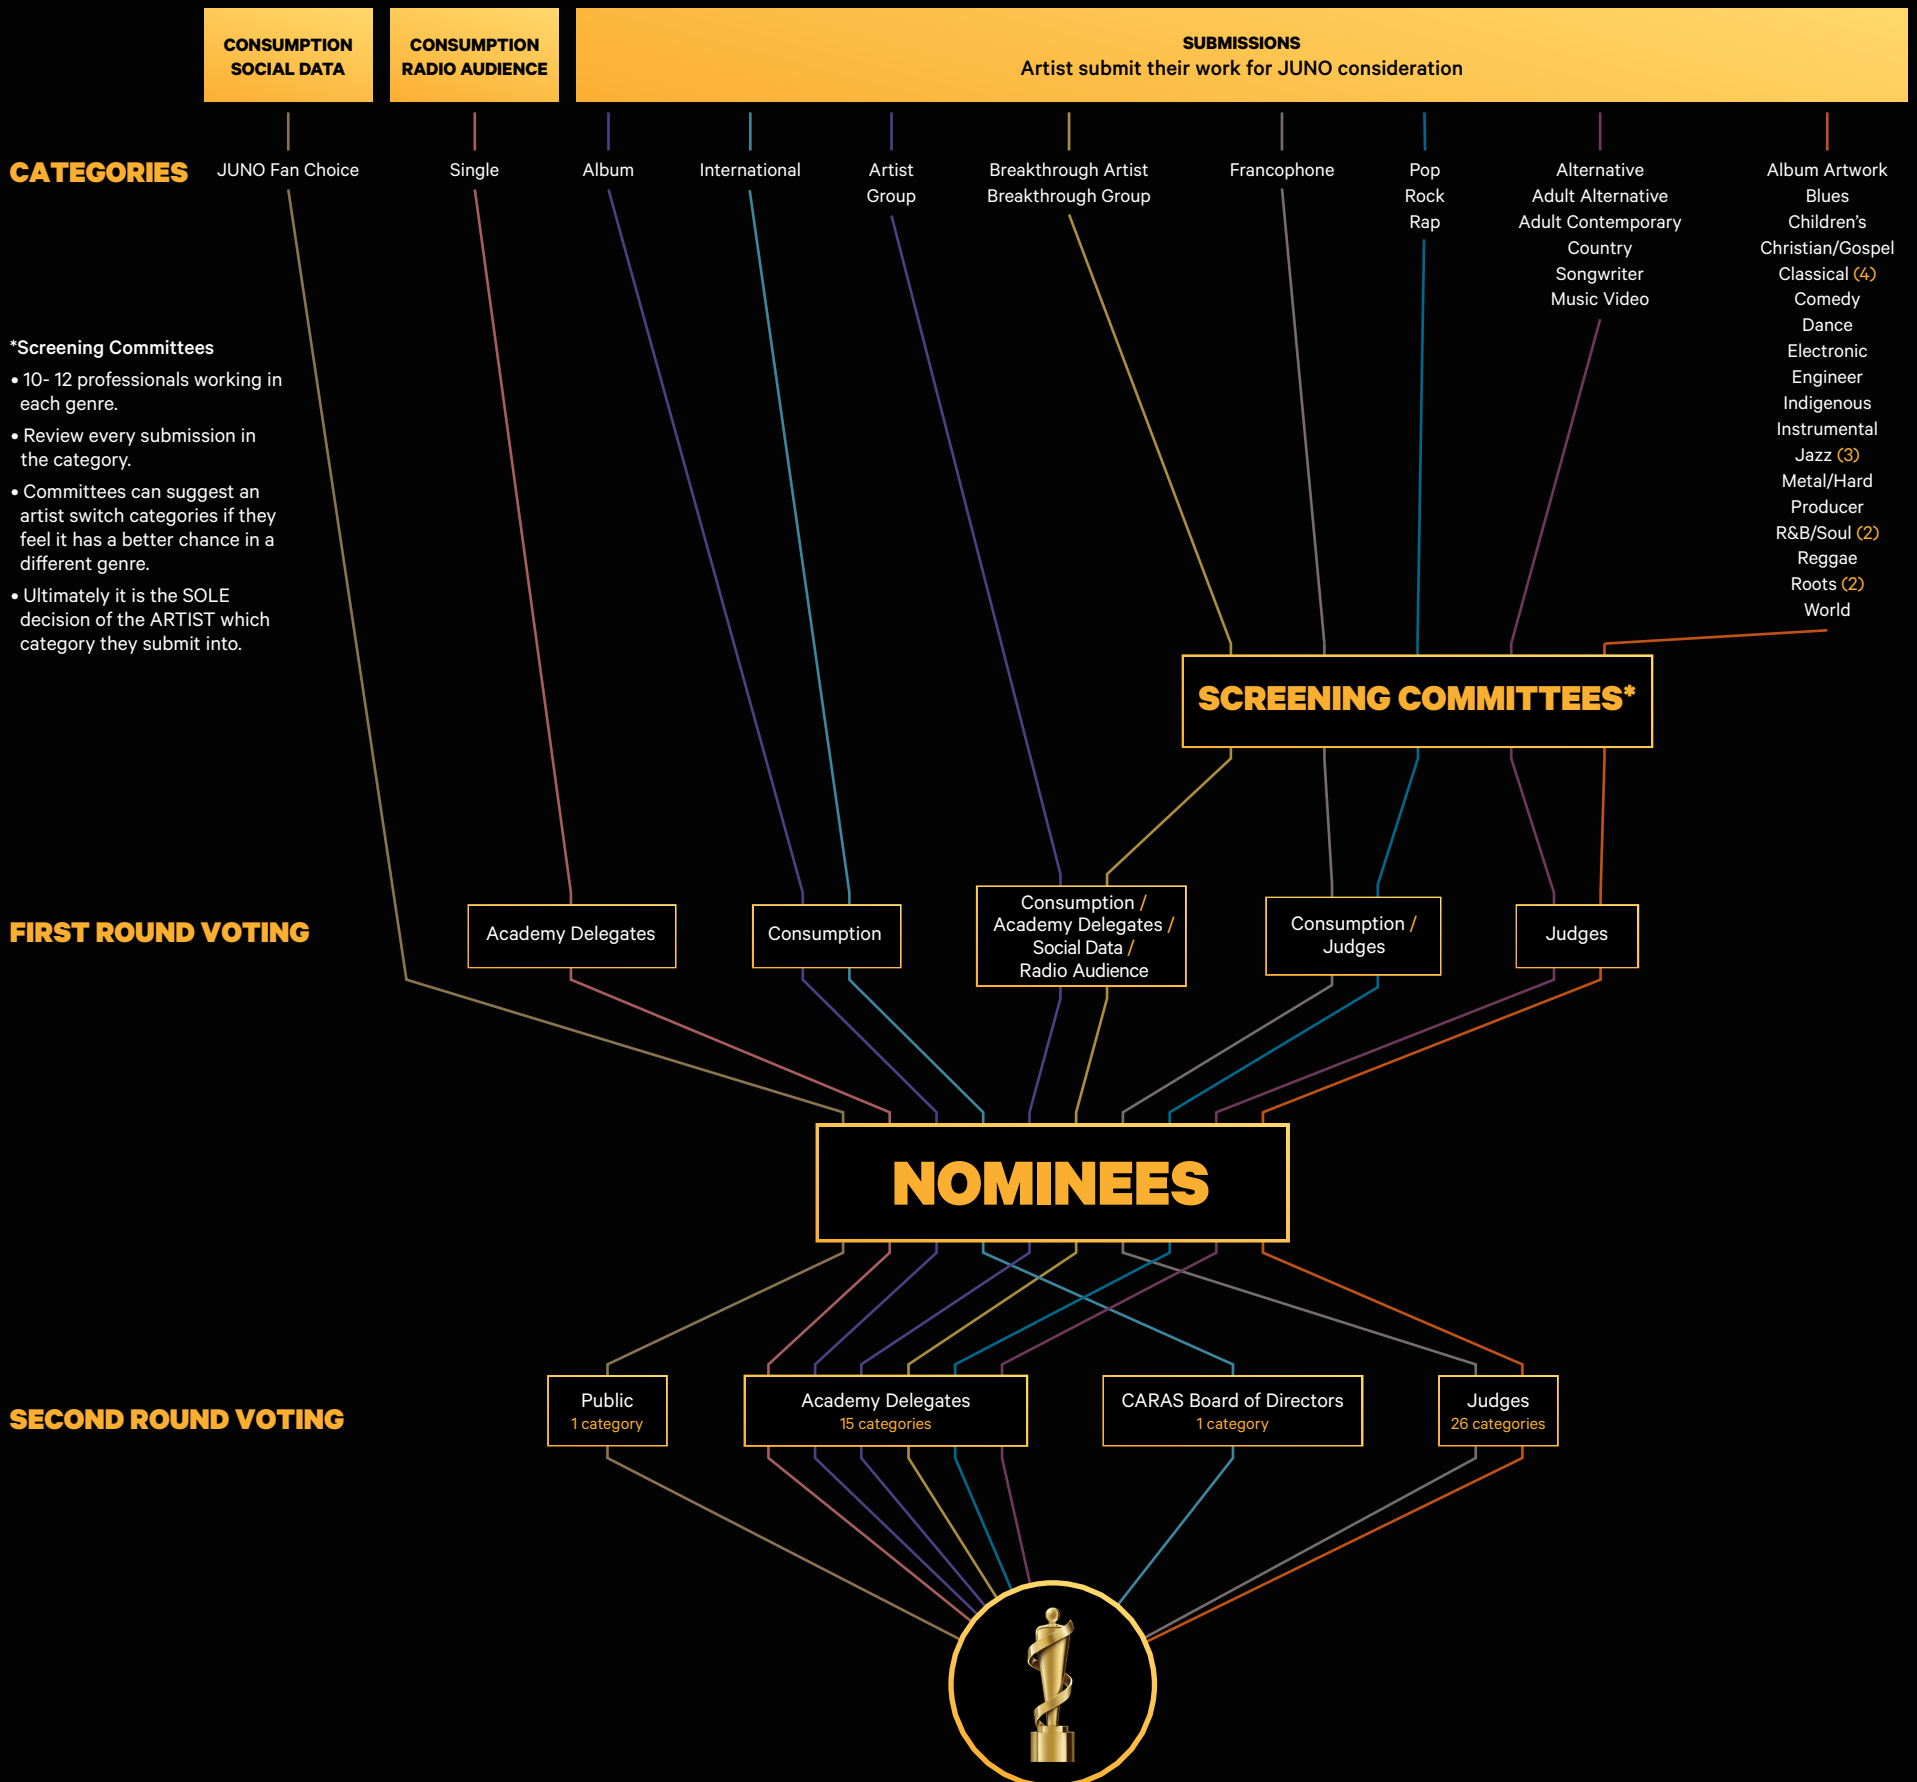 CONSUMPTION
SOCIAL DATA
CONSUMPTION
RADIO AUDIENCE
SUBMISSIONS
Artist submit their work for JUNO consideration
CATEGORIES
JUNO Fan Choice
Single
Album
International
Artist
Group
Breakthrough Artist
Breakthrough Group
Francophone
Pop
Rock
Rap
Alternative
Adult Alternative
Adult Contemporary
Country
Songwriter
Music Video
Album Artwork
Blues
Children’s
Christian/Gospel
Classical (4)
Comedy
Dance
Electronic
Engineer
Indigenous
Instrumental
Jazz (3)
Metal/Hard
Producer
R&B/Soul (2)
Reggae
Roots (2)
World
*Screening Committees
• 10- 12 professionals working in
each genre.
• Review every submission in
the category.
• Committees can suggest an
artist switch categories if they
feel it has a better chance in a
different genre.
• Ultimately it is the SOLE
decision of the ARTIST which
category they submit into.
SCREENING COMMITTEES*
FIRST ROUND VOTING
Academy Delegates
Consumption
Consumption /
Academy Delegates /
Social Data /
Radio Audience
Consumption /
Judges
Judges
NOMINEES
SECOND ROUND VOTING
Public
1 category
Academy Delegates
15 categories
CARAS Board of Directors
1 category
Judges
26 categories